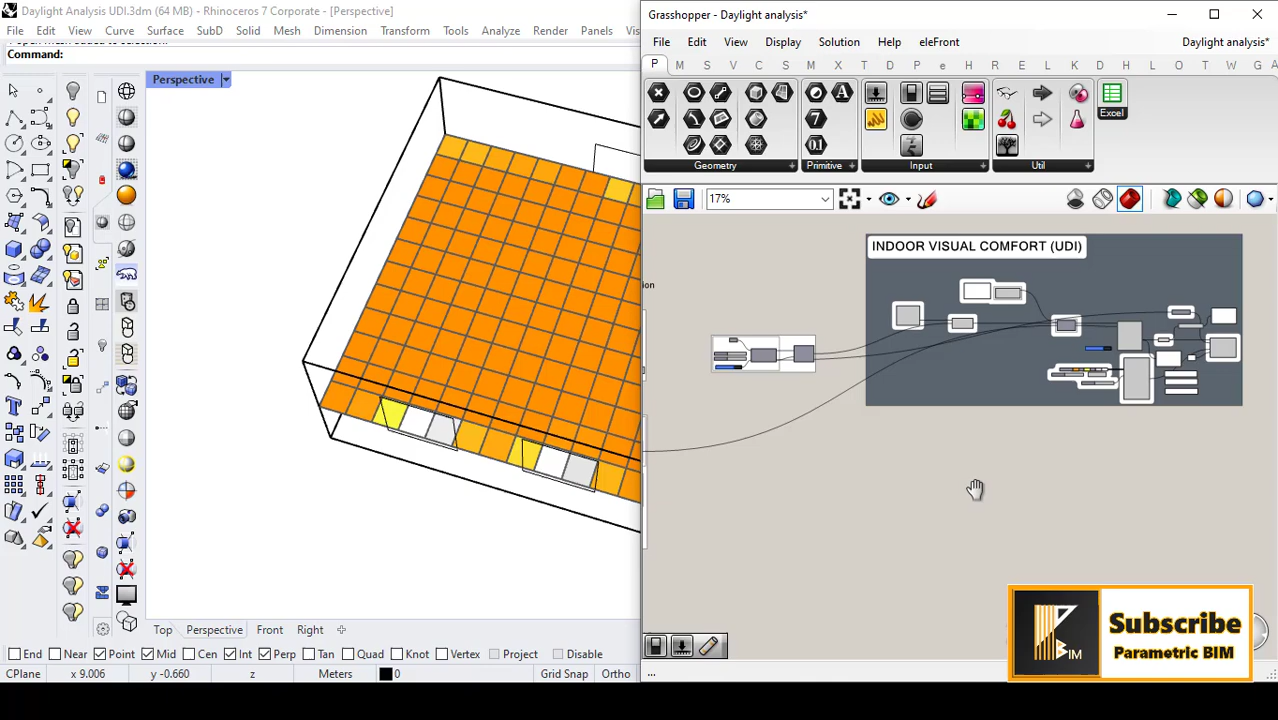 Daylight Analysis UDI.3dm (64 MB) - Rhinoceros 7 Corporate - [Perspective]
File Edit View Curve Surface SubD Solid Mesh Dimension Transform Tools Analyze Render Panels
Command:
Perspective
Top Perspective Front Right
End Near Point Mid Cen Int Perp Tan Quad Knot Vertex Project Disable
CPlane x 9.006 y -0.660 z Meters 0 Grid Snap Ortho
Grasshopper - Daylight analysis*
File Edit View Display Solution Help eleFront Daylight analysis*
P M S V C S M X T D P e H R E L K D H L O T W G
Excel
Geometry Primitive Input Util
17%
INDOOR VISUAL COMFORT (UDI)
Subscribe
Parametric BIM
BIM
...